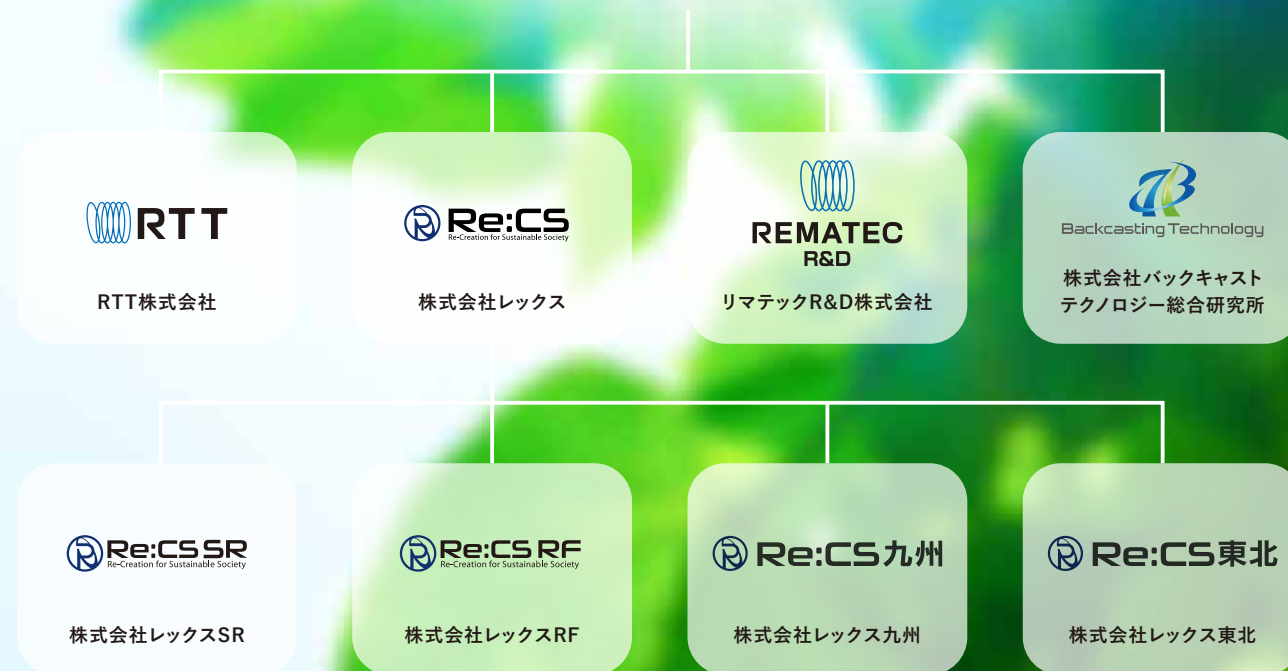 RTT
RTT株式会社
Re:CS
Re-Creation for Sustainable Society
株式会社レックス
REMATEC
R&D
リマテックR&D株式会社
Backcasting Technology
株式会社バックキャスト
テクノロジー総合研究所
Re:CS SR
Re-Creation for Sustainable Society
株式会社レックスSR
Re:CS RF
Re-Creation for Sustainable Society
株式会社レックスRF
Re:CS九州
株式会社レックス九州
Re:CS東北
株式会社レックス東北